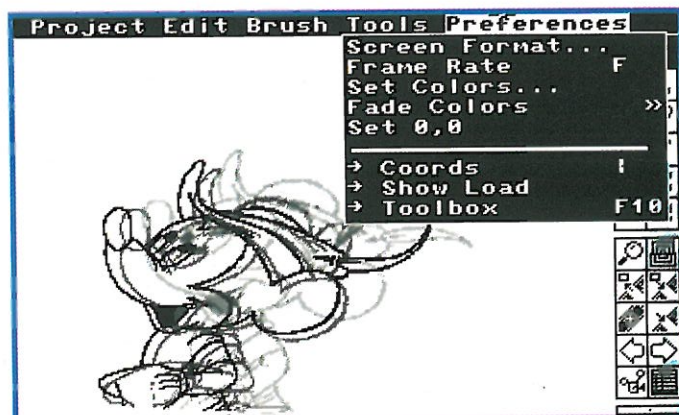 Project Edit Brush Tools Preferences
Screen Format...
Frame Rate F
Set Colors...
Fade Colors »
Set 0,0
→ Coords
→ Show Load
→ Toolbox F10